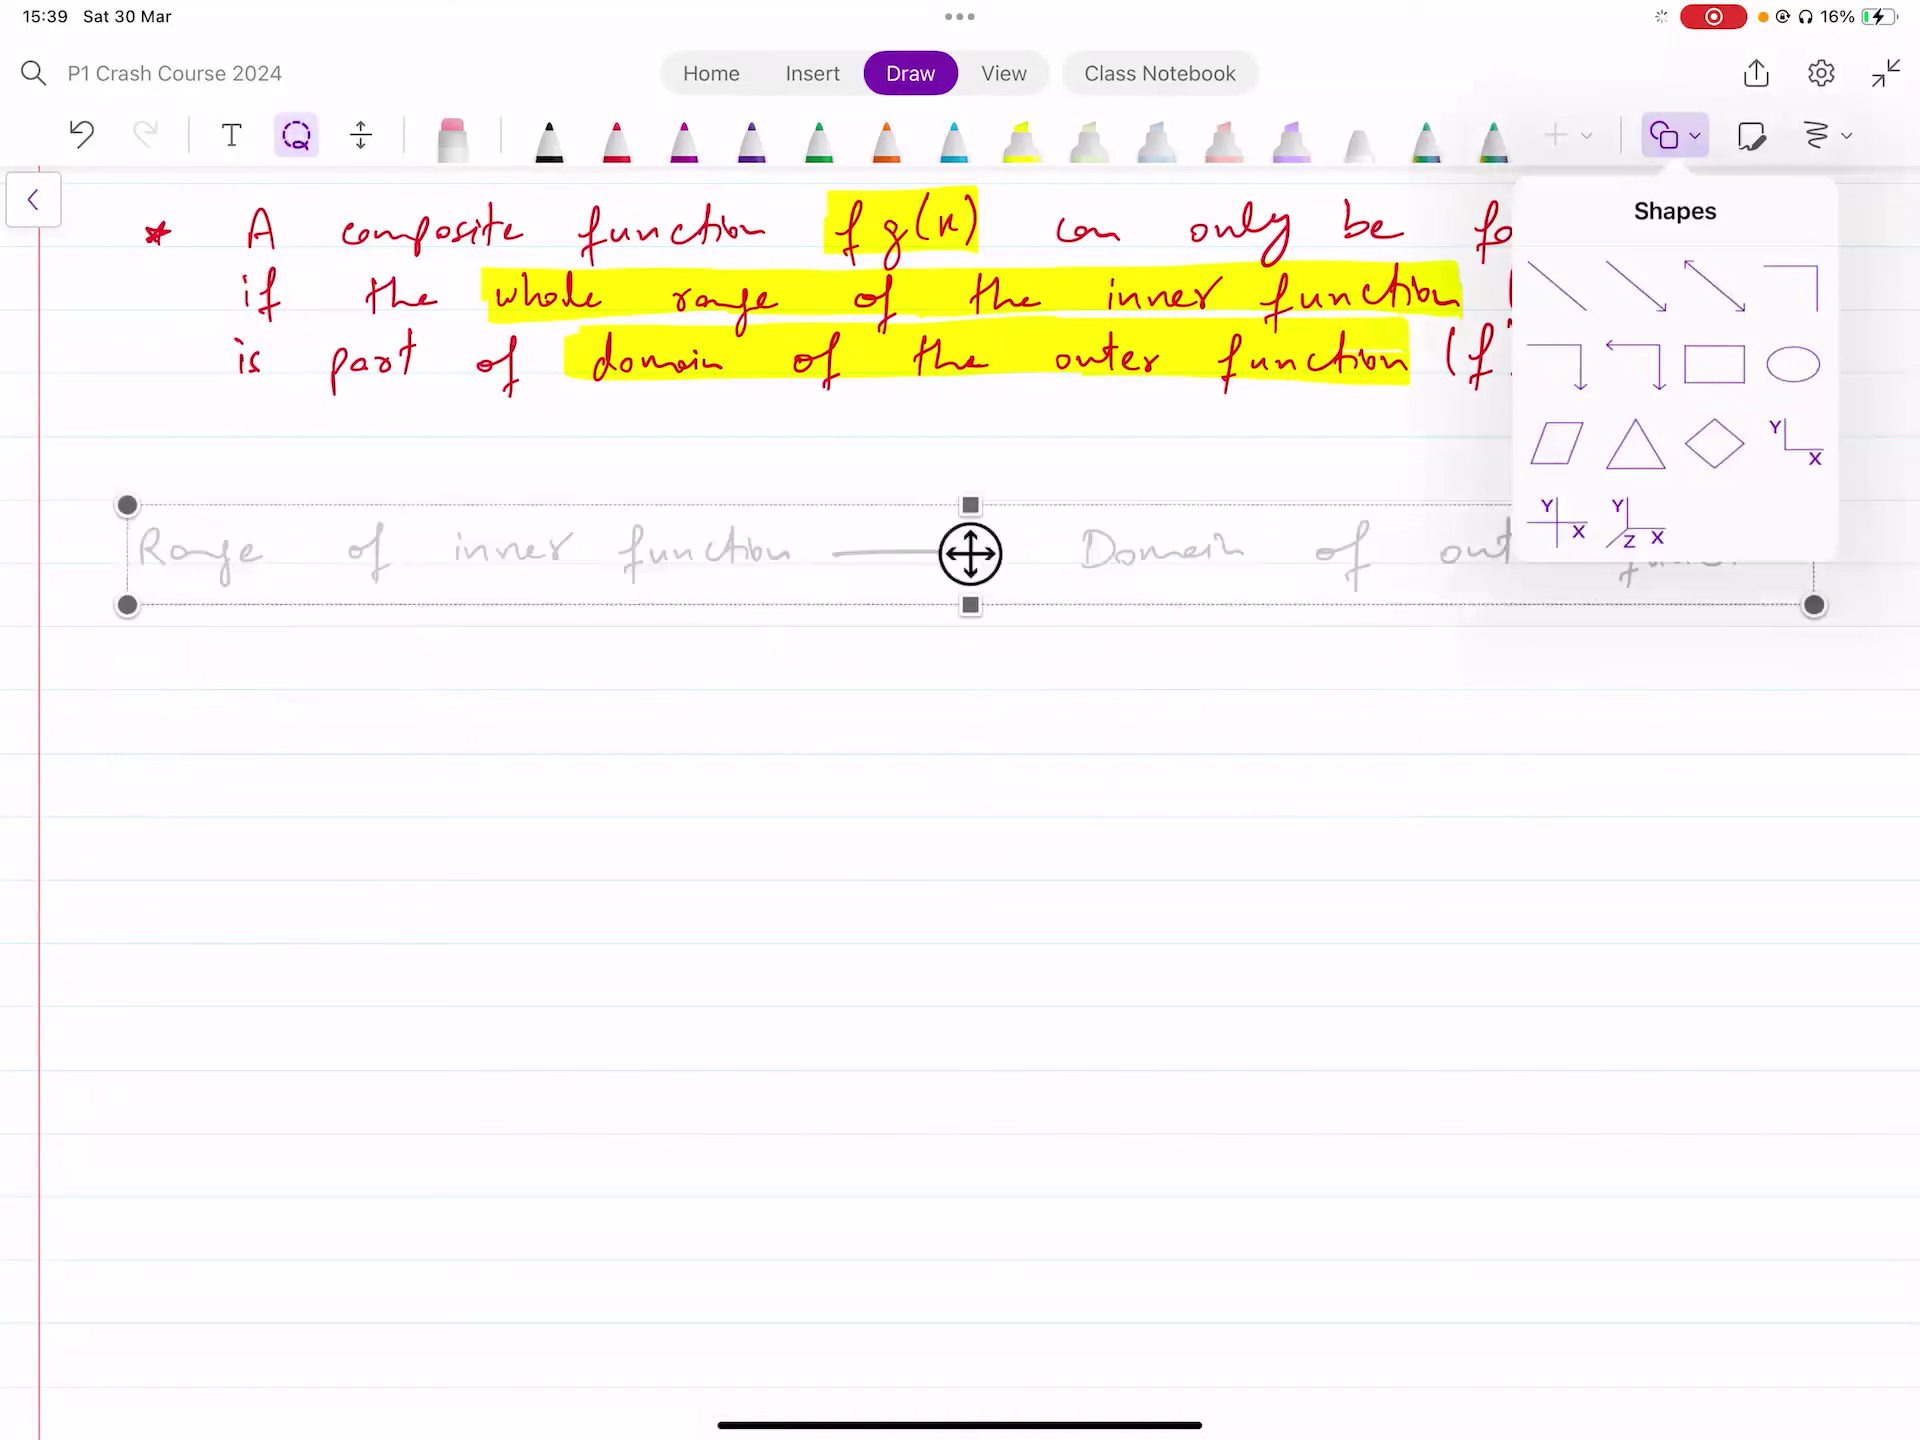 15:39 Sat 30 Mar
16%
P1 Crash Course 2024
Home Insert Draw View Class Notebook
T
Shapes
* A composite function fg(x) can only be fo
if the whole range of the inner function (
is part of domain of the outer function (f
Y X
Y X Y Z X
Range of inner function Domain of out